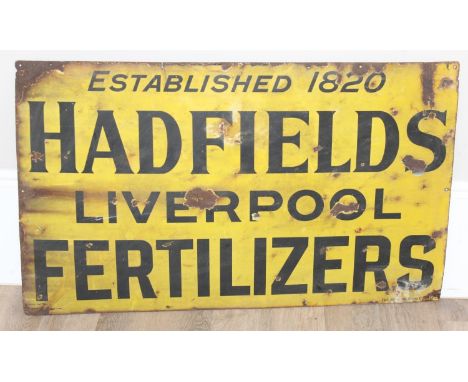 ESTABLISHED 1820
HADFIELDS
LIVERPOOL
FERTILIZERS